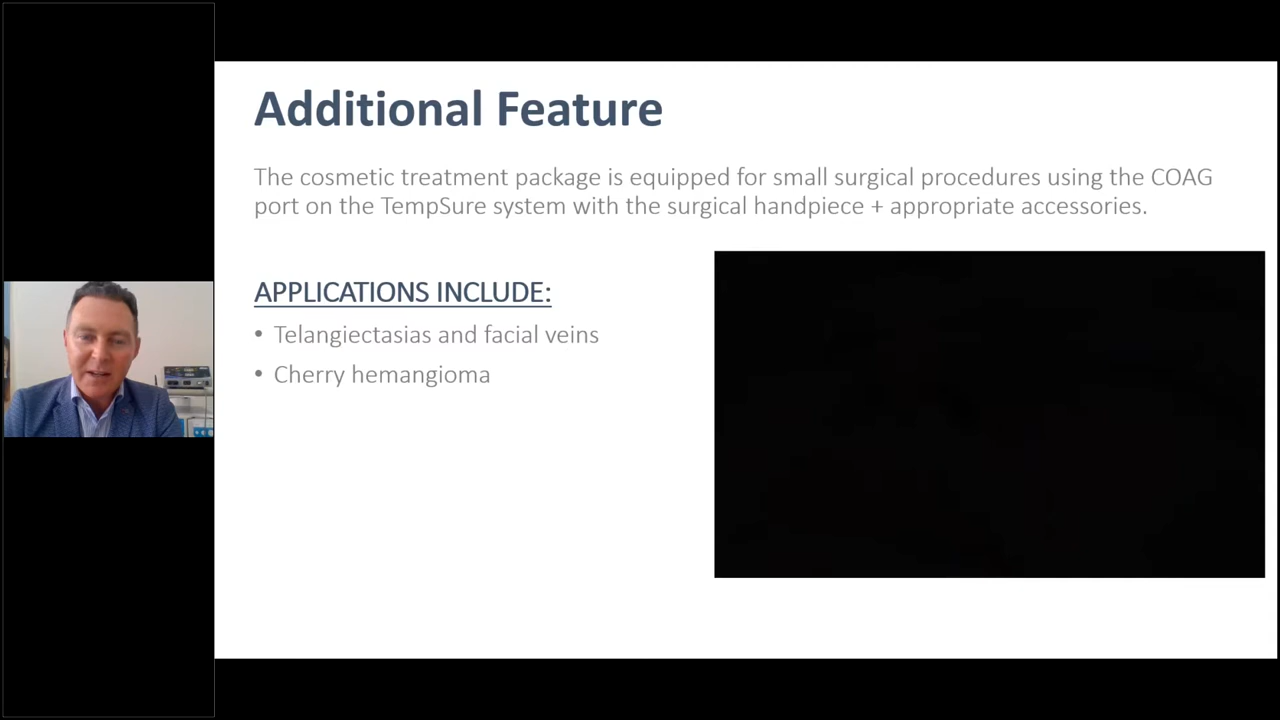 Additional Feature
The cosmetic treatment package is equipped for small surgical procedures using the COAG
port on the TempSure system with the surgical handpiece + appropriate accessories.
APPLICATIONS INCLUDE:
• Telangiectasias and facial veins
• Cherry hemangioma